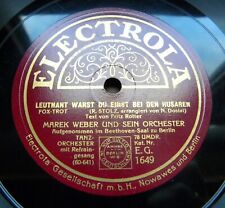 ELECTROLA
LEUTNANT WARST DU EINST BEI DEN HUSAREN
FOX-TROT
(R. STOLZ, arrangiert von N. Dostal)
Text von Fritz Rotter
MAREK WEBER UND SEIN ORCHESTER
Aufgenommen im Beethoven-Saal zu Berlin
TANZ-
ORCHESTER
mit Refrain-
gesang
(60-641)
78 UMDR.
Kat. Nr.
E.G.
1649
Electrola Gesellschaft m.b.H., Nowawes und Berlin